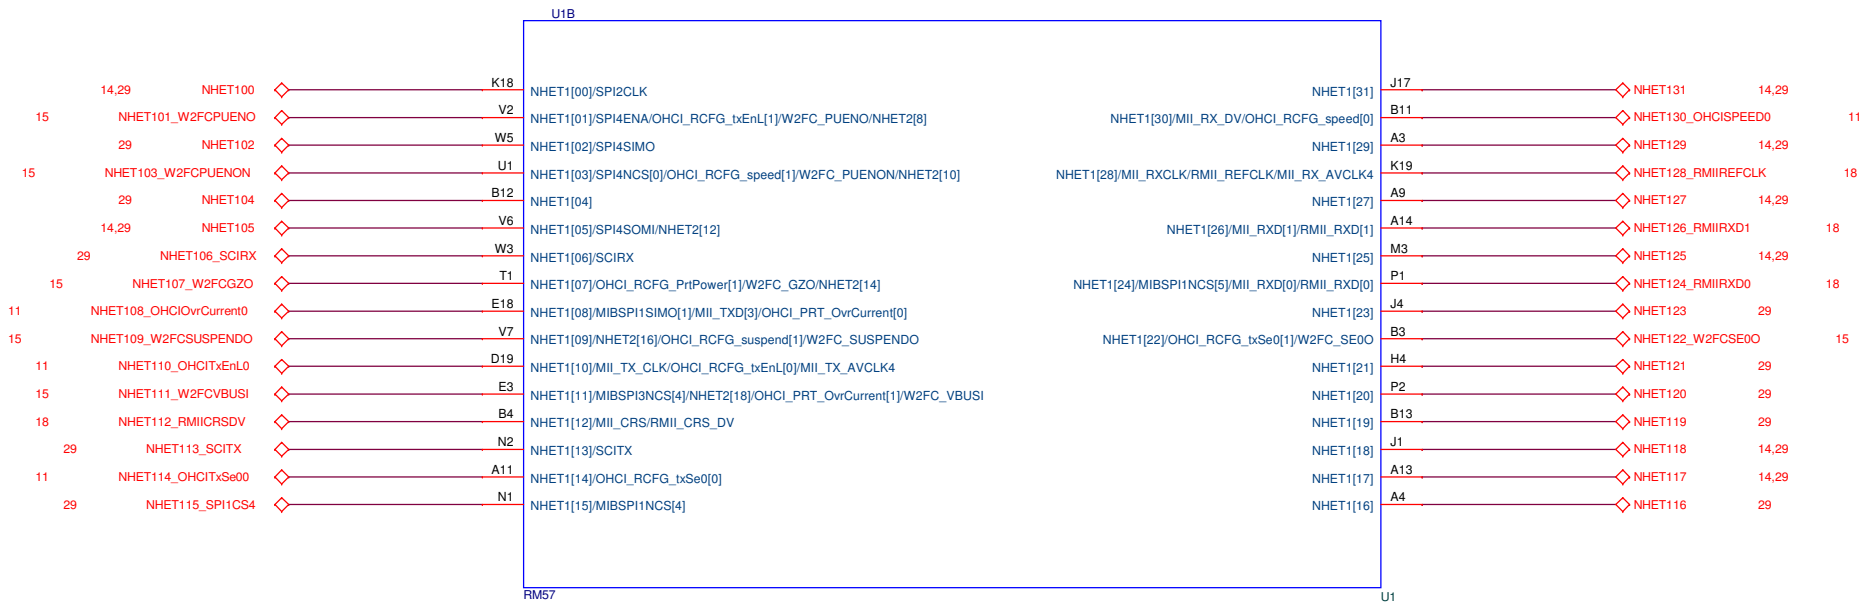 U1B
14,29 NHET100 K18 NHET1[00]/SPI2CLK NHET1[31] J17 NHET131 14,29
15 NHET101_W2FCPUENO V2 NHET1[01]/SPI4ENA/OHCI_RCFG_txEnL[1]/W2FC_PUENO/NHET2[8] NHET1[30]/MII_RX_DV/OHCI_RCFG_speed[0] B11 NHET130_OHCISPEED0 11
29 NHET102 W5 NHET1[02]/SPI4SIMO NHET1[29] A3 NHET129 14,29
15 NHET103_W2FCPUENON U1 NHET1[03]/SPI4NCS[0]/OHCI_RCFG_speed[1]/W2FC_PUENON/NHET2[10] NHET1[28]/MII_RXCLK/RMII_REFCLK/MII_RX_AVCLK4 K19 NHET128_RMIIREFCLK 18
29 NHET104 B12 NHET1[04] NHET1[27] A9 NHET127 14,29
14,29 NHET105 V6 NHET1[05]/SPI4SOMI/NHET2[12] NHET1[26]/MII_RXD[1]/RMII_RXD[1] A14 NHET126_RMIIRXD1 18
29 NHET106_SCIRX W3 NHET1[06]/SCIRX NHET1[25] M3 NHET125 14,29
15 NHET107_W2FCGZO T1 NHET1[07]/OHCI_RCFG_PrtPower[1]/W2FC_GZO/NHET2[14] NHET1[24]/MIBSPI1NCS[5]/MII_RXD[0]/RMII_RXD[0] P1 NHET124_RMIIRXD0 18
11 NHET108_OHCIOvrCurrent0 E18 NHET1[08]/MIBSPI1SIMO[1]/MII_TXD[3]/OHCI_PRT_OvrCurrent[0] NHET1[23] J4 NHET123 29
15 NHET109_W2FCSUSPENDO V7 NHET1[09]/NHET2[16]/OHCI_RCFG_suspend[1]/W2FC_SUSPENDO NHET1[22]/OHCI_RCFG_txSe0[1]/W2FC_SE0O B3 NHET122_W2FCSE0O 15
11 NHET110_OHCITxEnL0 D19 NHET1[10]/MII_TX_CLK/OHCI_RCFG_txEnL[0]/MII_TX_AVCLK4 NHET1[21] H4 NHET121 29
15 NHET111_W2FCVBUSI E3 NHET1[11]/MIBSPI3NCS[4]/NHET2[18]/OHCI_PRT_OvrCurrent[1]/W2FC_VBUSI NHET1[20] P2 NHET120 29
18 NHET112_RMIICRSDV B4 NHET1[12]/MII_CRS/RMII_CRS_DV NHET1[19] B13 NHET119 29
29 NHET113_SCITX N2 NHET1[13]/SCITX NHET1[18] J1 NHET118 14,29
11 NHET114_OHCITxSe00 A11 NHET1[14]/OHCI_RCFG_txSe0[0] NHET1[17] A13 NHET117 14,29
29 NHET115_SPI1CS4 N1 NHET1[15]/MIBSPI1NCS[4] NHET1[16] A4 NHET116 29
RM57 U1